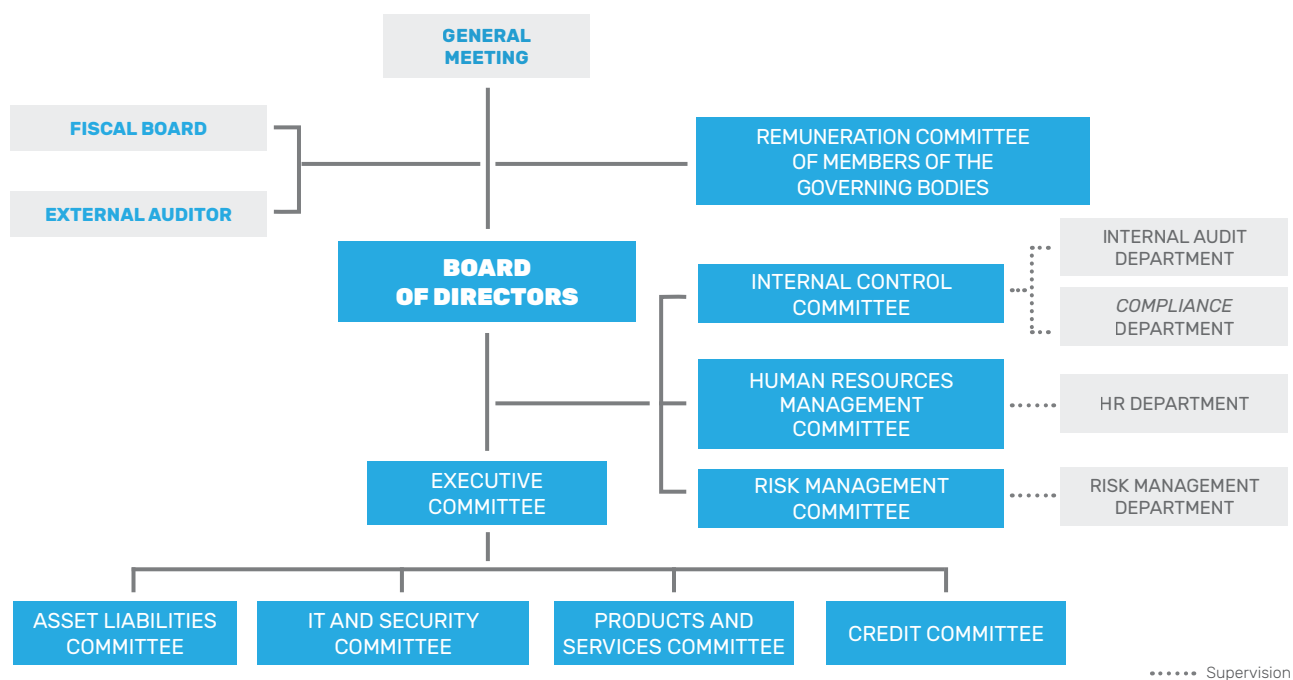 GENERAL
MEETING
FISCAL BOARD
EXTERNAL AUDITOR
REMUNERATION COMMITTEE
OF MEMBERS OF THE
GOVERNING BODIES
BOARD
OF DIRECTORS
INTERNAL CONTROL
COMMITTEE
INTERNAL AUDIT
DEPARTMENT
COMPLIANCE
DEPARTMENT
HUMAN RESOURCES
MANAGEMENT
COMMITTEE
HR DEPARTMENT
EXECUTIVE
COMMITTEE
RISK MANAGEMENT
COMMITTEE
RISK MANAGEMENT
DEPARTMENT
ASSET LIABILITIES
COMMITTEE
IT AND SECURITY
COMMITTEE
PRODUCTS AND
SERVICES COMMITTEE
CREDIT COMMITTEE
Supervision